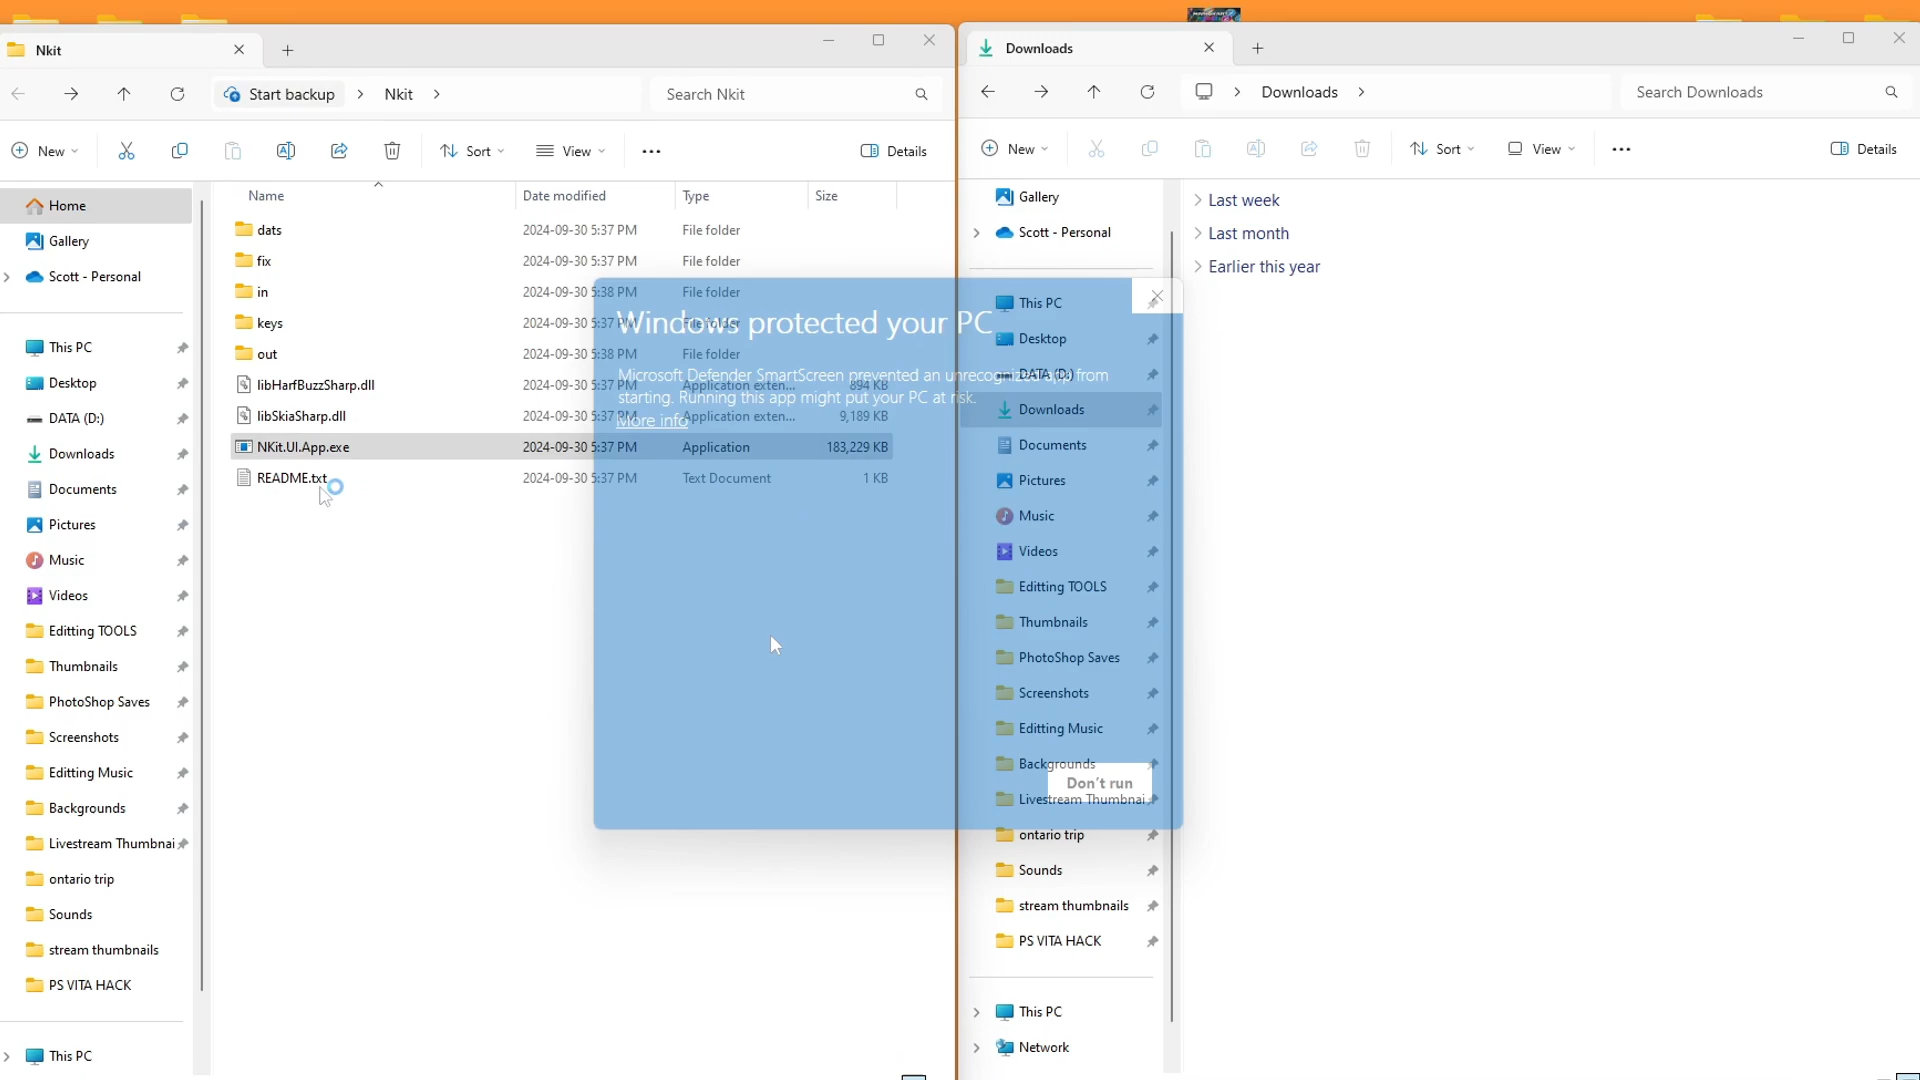 Nkit
Start backup > Nkit >
Search Nkit
New
Sort
View
Details
Name
Date modified
Type
Size
Home
Gallery
Scott - Personal
This PC
Desktop
DATA (D:)
Downloads
Documents
Pictures
Music
Videos
Editting TOOLS
Thumbnails
PhotoShop Saves
Screenshots
Editting Music
Backgrounds
Livestream Thumbnai
ontario trip
Sounds
stream thumbnails
PS VITA HACK
This PC
dats 2024-09-30 5:37 PM File folder
fix 2024-09-30 5:37 PM File folder
in 2024-09-30 5:38 PM File folder
keys 2024-09-30 5:37 PM File folder
out 2024-09-30 5:38 PM File folder
libHarfBuzzSharp.dll 2024-09-30 5:37 PM Application exten... 894 KB
libSkiaSharp.dll 2024-09-30 5:37 PM Application exten... 9,189 KB
NKit.UI.App.exe 2024-09-30 5:37 PM Application 183,229 KB
README.txt 2024-09-30 5:37 PM Text Document 1 KB
Windows protected your PC
Microsoft Defender SmartScreen prevented an unrecognized app from
starting. Running this app might put your PC at risk.
More info
Don't run
Downloads
Downloads >
Search Downloads
New
Sort
View
Details
Gallery
Scott - Personal
This PC
Desktop
DATA (D:)
Downloads
Documents
Pictures
Music
Videos
Editting TOOLS
Thumbnails
PhotoShop Saves
Screenshots
Editting Music
Backgrounds
Livestream Thumbnai
ontario trip
Sounds
stream thumbnails
PS VITA HACK
This PC
Network
Last week
Last month
Earlier this year